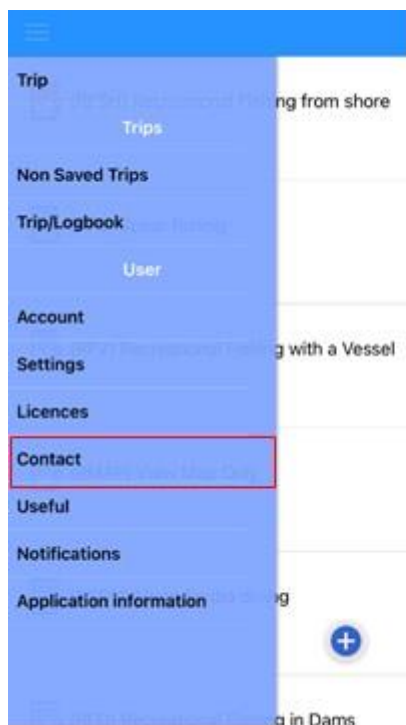 Trip
ng from shore
Trips
Non Saved Trips
Trip/Logbook
User
Account
g with a Vessel
Settings
Licences
Contact
Useful
Notifications
Application information
ng
g in Dams